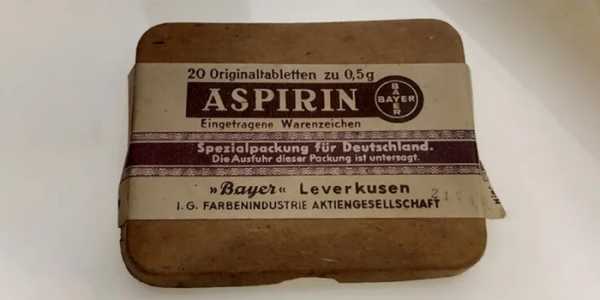 20 Originaltabletten zu 0,5g
ASPIRIN
BAYER
BAYER
Eingetragene Warenzeichen
Spezialpackung für Deutschland.
Die Ausfuhr dieser Packung ist untersagt.
»Bayer« Leverkusen
I.G. FARBENINDUSTRIE AKTIENGESELLSCHAFT